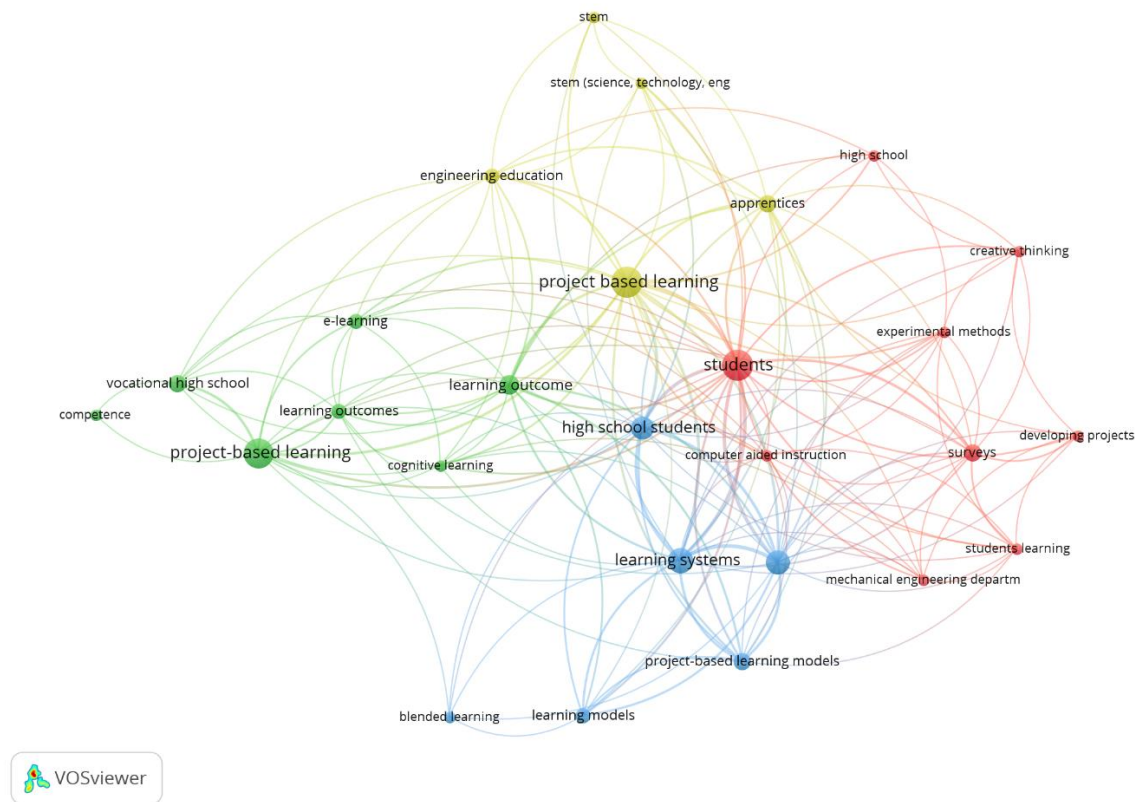 stem
stem (science, technology, eng
high school
engineering education
apprentices
creative thinking
project based learning
e-learning
experimental methods
students
vocational high school
learning outcome
learning outcomes
competence
high school students
developing projects
project-based learning
computer aided instruction
surveys
cognitive learning
students learning
learning systems
mechanical engineering departm
project-based learning models
blended learning
learning models
VOSviewer